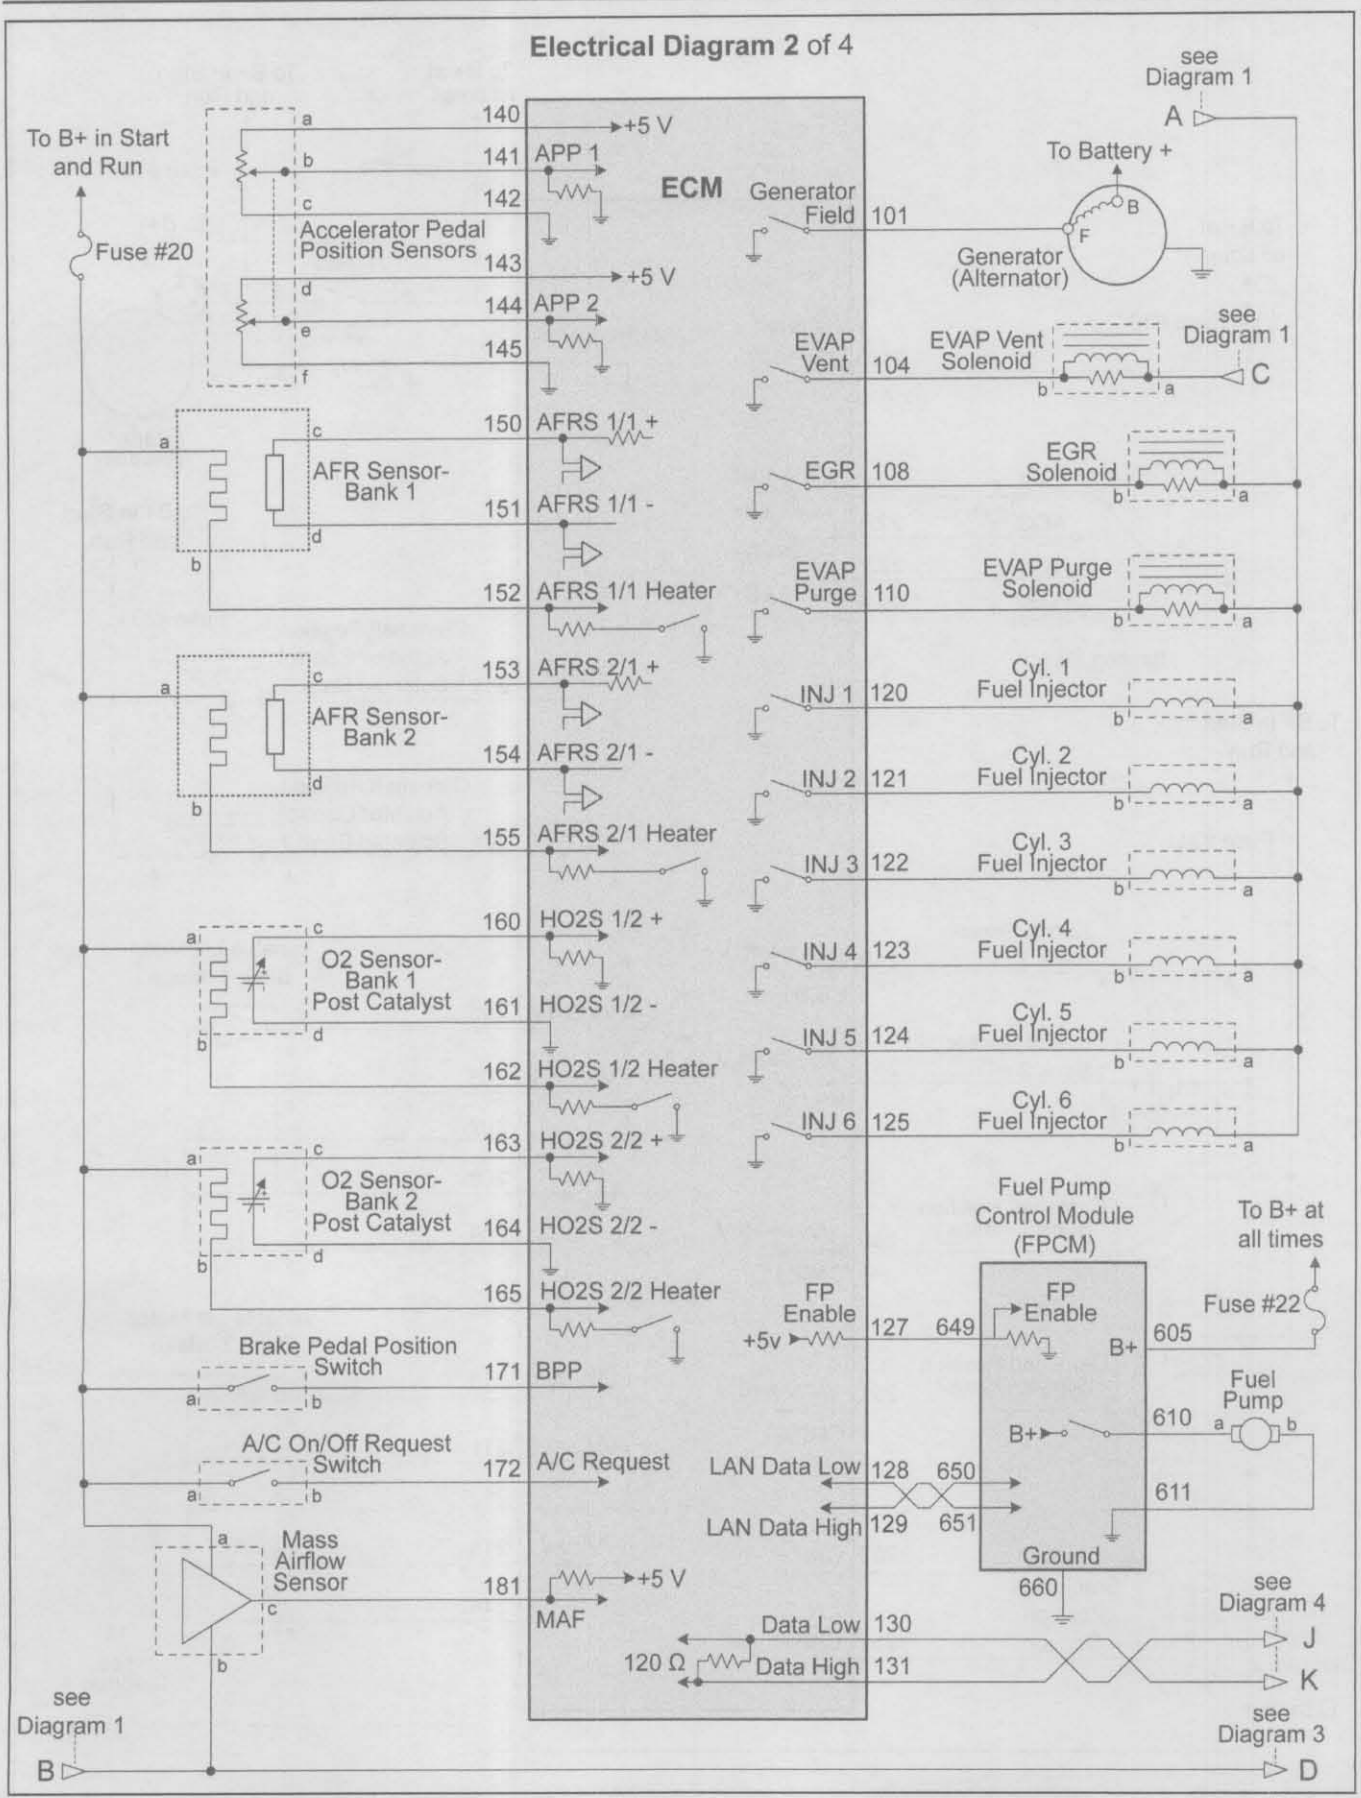 Electrical Diagram 2 of 4
To B+ in Start
and Run
Fuse #20
a
b
c
d
e
f
Accelerator Pedal
Position Sensors
140
+5 V
141
APP 1
142
143
+5 V
144
APP 2
145
ECM
a
b
c
d
AFR Sensor-
Bank 1
150
AFRS 1/1 +
151
AFRS 1/1 -
152
AFRS 1/1 Heater
a
b
c
d
AFR Sensor-
Bank 2
153
AFRS 2/1 +
154
AFRS 2/1 -
155
AFRS 2/1 Heater
a
b
c
d
O2 Sensor-
Bank 1
Post Catalyst
160
HO2S 1/2 +
161
HO2S 1/2 -
162
HO2S 1/2 Heater
a
b
c
d
O2 Sensor-
Bank 2
Post Catalyst
163
HO2S 2/2 +
164
HO2S 2/2 -
165
HO2S 2/2 Heater
Brake Pedal Position
Switch
a
b
171
BPP
A/C On/Off Request
Switch
a
b
172
A/C Request
Mass
Airflow
Sensor
a
b
c
181
+5 V
MAF
see
Diagram 1
B
see
Diagram 1
A
To Battery +
B
F
Generator
(Alternator)
Generator
Field
101
see
Diagram 1
C
EVAP
Vent
104
EVAP Vent
Solenoid
b
a
EGR
108
EGR
Solenoid
b
a
EVAP
Purge
110
EVAP Purge
Solenoid
b
a
INJ 1
120
Cyl. 1
Fuel Injector
b
a
INJ 2
121
Cyl. 2
Fuel Injector
b
a
INJ 3
122
Cyl. 3
Fuel Injector
b
a
INJ 4
123
Cyl. 4
Fuel Injector
b
a
INJ 5
124
Cyl. 5
Fuel Injector
b
a
INJ 6
125
Cyl. 6
Fuel Injector
b
a
Fuel Pump
Control Module
(FPCM)
To B+ at
all times
Fuse #22
FP
Enable
+5v
127
649
FP
Enable
B+
605
Fuel
Pump
B+
610
a
b
611
LAN Data Low
128
650
LAN Data High
129
651
Ground
660
Data Low
130
120 Ω
Data High
131
see
Diagram 4
J
K
see
Diagram 3
D